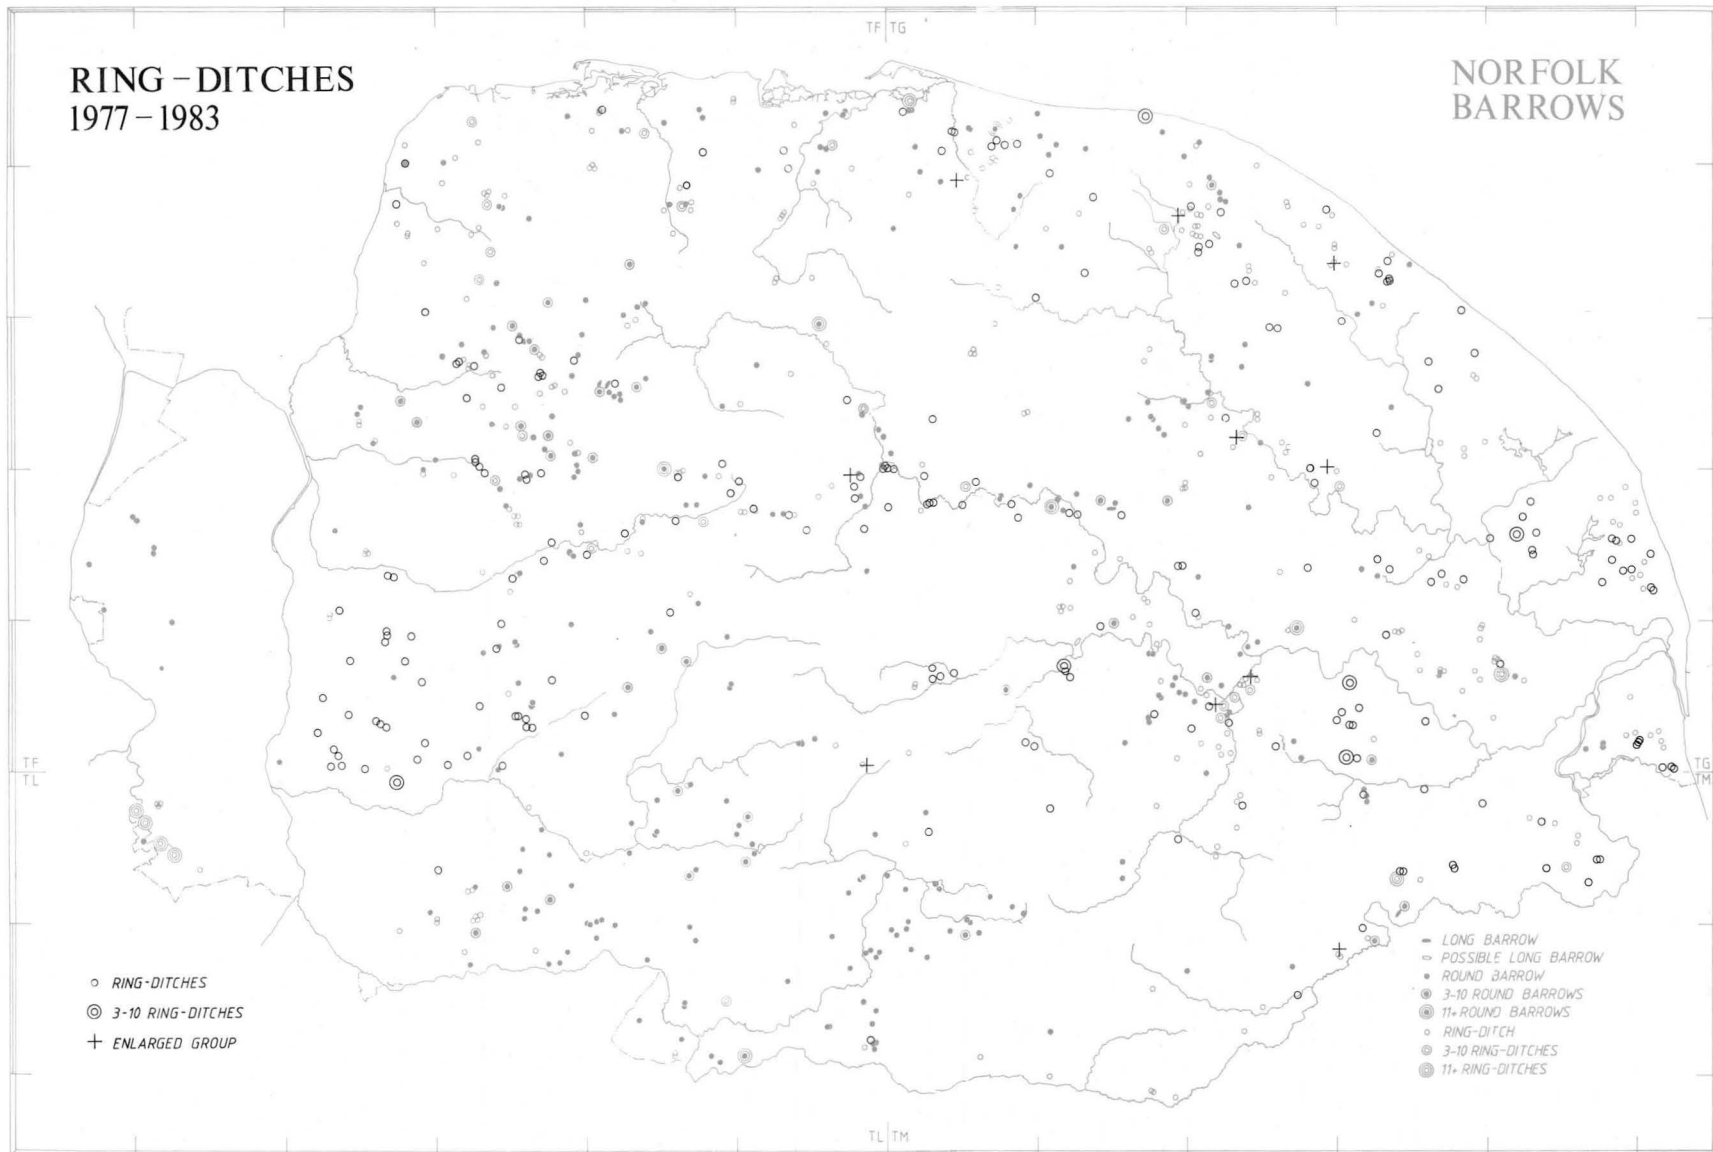 TF TG
RING-DITCHES
1977-1983
NORFOLK
BARROWS
TF
TL
TG
TM
RING-DITCHES
3-10 RING-DITCHES
ENLARGED GROUP
LONG BARROW
POSSIBLE LONG BARROW
ROUND BARROW
3-10 ROUND BARROWS
11+ ROUND BARROWS
RING-DITCH
3-10 RING-DITCHES
11+ RING-DITCHES
TL TM